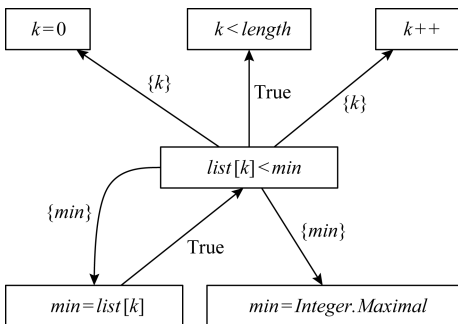 k=0
k<length
k++
{k}
True
{k}
list[k]<min
{min}
True
{min}
min=list[k]
min=Integer.Maximal